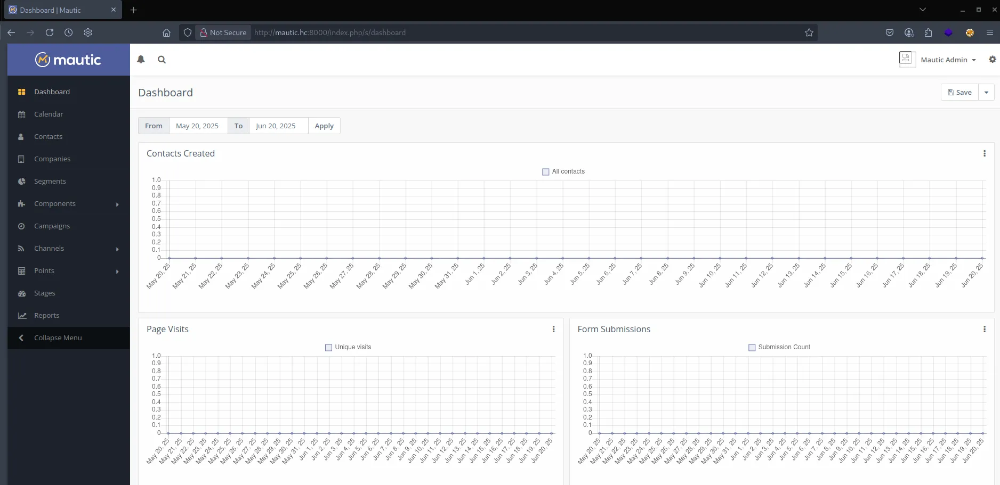 Dashboard | Mautic
Not Secure http://mautic.hc:8000/index.php/s/dashboard
mautic
Mautic Admin
Dashboard
Calendar
Contacts
Companies
Segments
Components
Campaigns
Channels
Points
Stages
Reports
Collapse Menu
Dashboard
Save
From May 20, 2025 To Jun 20, 2025 Apply
Contacts Created
All contacts
1.0
0.9
0.8
0.7
0.6
0.5
0.4
0.3
0.2
0.1
0
May 20, 25 May 21, 25 May 22, 25 May 23, 25 May 24, 25 May 25, 25 May 26, 25 May 27, 25 May 28, 25 May 29, 25 May 30, 25 May 31, 25 Jun 1, 25 Jun 2, 25 Jun 3, 25 Jun 4, 25 Jun 5, 25 Jun 6, 25 Jun 7, 25 Jun 8, 25 Jun 9, 25 Jun 10, 25 Jun 11, 25 Jun 12, 25 Jun 13, 25 Jun 14, 25 Jun 15, 25 Jun 16, 25 Jun 17, 25 Jun 18, 25 Jun 19, 25 Jun 20, 25
Page Visits
Unique visits
1.0
0.9
0.8
0.7
0.6
0.5
0.4
0.3
0.2
0.1
0
May 20, 25 May 21, 25 May 22, 25 May 23, 25 May 24, 25 May 25, 25 May 26, 25 May 27, 25 May 28, 25 May 29, 25 May 30, 25 May 31, 25 Jun 1, 25 Jun 2, 25 Jun 3, 25 Jun 4, 25 Jun 5, 25 Jun 6, 25 Jun 7, 25 Jun 8, 25 Jun 9, 25 Jun 10, 25 Jun 11, 25 Jun 12, 25 Jun 13, 25 Jun 14, 25 Jun 15, 25 Jun 16, 25 Jun 17, 25 Jun 18, 25 Jun 19, 25 Jun 20, 25
Form Submissions
Submission Count
1.0
0.9
0.8
0.7
0.6
0.5
0.4
0.3
0.2
0.1
0
May 20, 25 May 21, 25 May 22, 25 May 23, 25 May 24, 25 May 25, 25 May 26, 25 May 27, 25 May 28, 25 May 29, 25 May 30, 25 May 31, 25 Jun 1, 25 Jun 2, 25 Jun 3, 25 Jun 4, 25 Jun 5, 25 Jun 6, 25 Jun 7, 25 Jun 8, 25 Jun 9, 25 Jun 10, 25 Jun 11, 25 Jun 12, 25 Jun 13, 25 Jun 14, 25 Jun 15, 25 Jun 16, 25 Jun 17, 25 Jun 18, 25 Jun 19, 25 Jun 20, 25